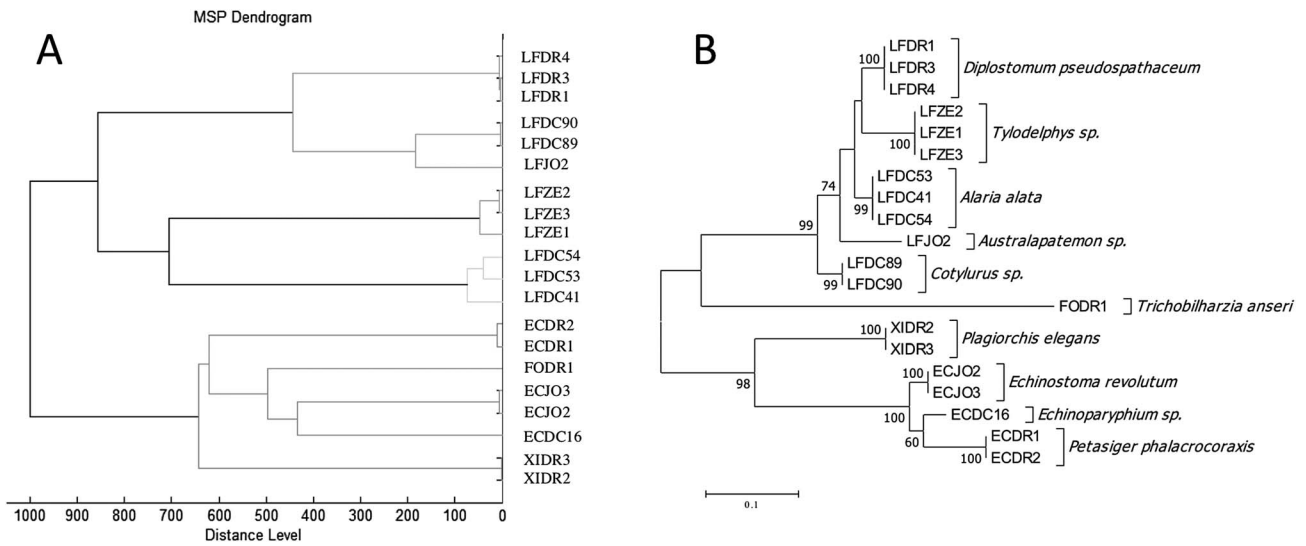 MSP Dendrogram
A
LFDR4
LFDR3
LFDR1
LFDC90
LFDC89
LFJO2
LFZE2
LFZE3
LFZE1
LFDC54
LFDC53
LFDC41
ECDR2
ECDR1
FODR1
ECJO3
ECJO2
ECDC16
XIDR3
XIDR2
1000 900 800 700 600 500 400 300 200 100 0
Distance Level
B
LFDR1
100 LFDR3 Diplostomum pseudospathaceum
LFDR4
LFZE2
LFZE1 Tylodelphys sp.
100 LFZE3
LFDC53
74 LFDC41 Alaria alata
99 LFDC54
99 LFJO2 Australapatemon sp.
LFDC89
99 LFDC90 Cotylurus sp.
FODR1 Trichobilharzia anseri
100 XIDR2
XIDR3 Plagiorchis elegans
100 ECJO2
98 ECJO3 Echinostoma revolutum
100 ECDC16 Echinoparyphium sp.
60 ECDR1
100 ECDR2 Petasiger phalacrocoraxis
0.1